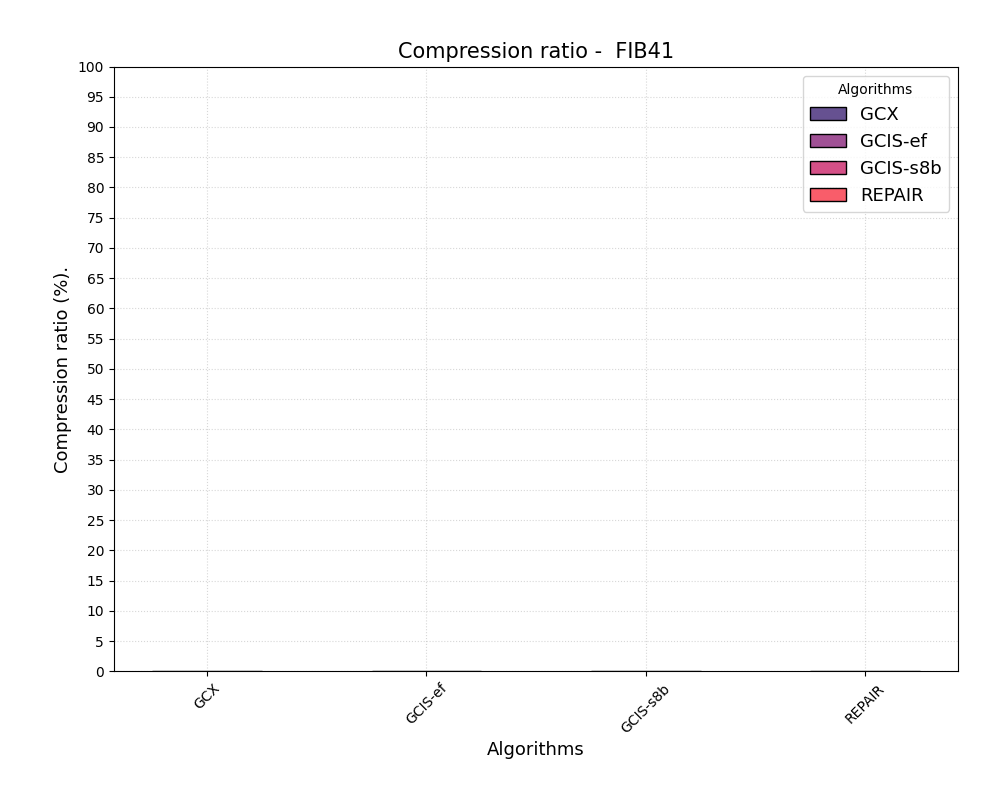 Compression ratio -  FIB41
100
95
90
85
80
75
70
65
60
55
50
45
40
35
30
25
20
15
10
5
0
Compression ratio (%).
Algorithms
GCX
GCIS-ef
GCIS-s8b
REPAIR
GCX
GCIS-ef
GCIS-s8b
REPAIR
Algorithms